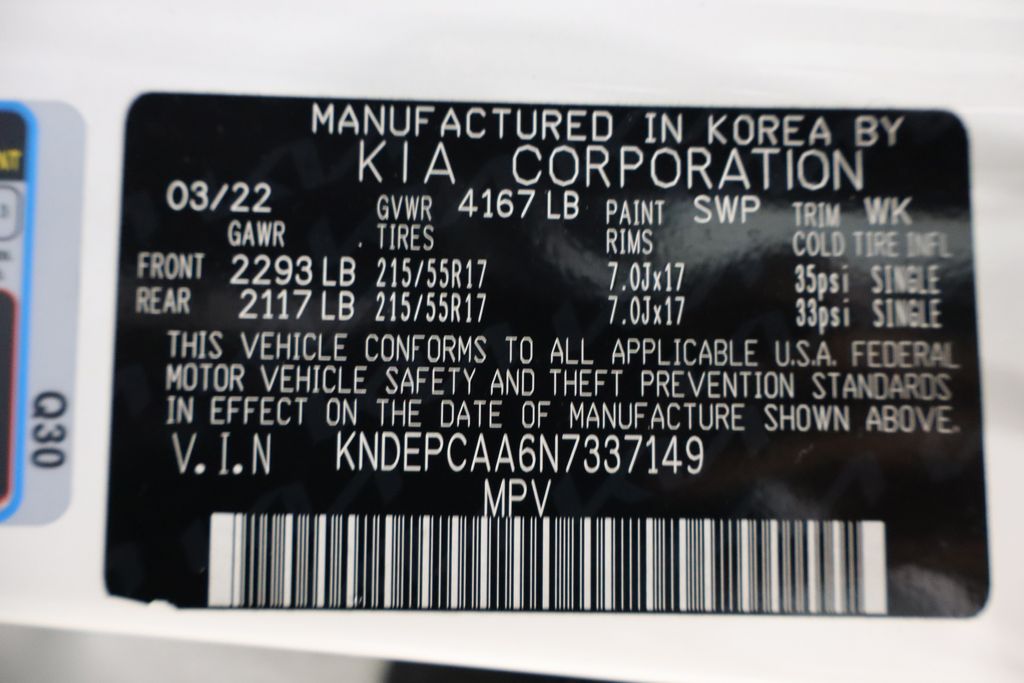 MANUFACTURED IN KOREA BY
KIA CORPORATION
03/22 GVWR 4167 LB PAINT SWP TRIM WK
GAWR . TIRES RIMS COLD TIRE INFL
FRONT 2293 LB 215/55R17 7.0Jx17 35psi SINGLE
REAR 2117 LB 215/55R17 7.0Jx17 33psi SINGLE
THIS VEHICLE CONFORMS TO ALL APPLICABLE U.S.A. FEDERAL
MOTOR VEHICLE SAFETY AND THEFT PREVENTION STANDARDS
IN EFFECT ON THE DATE OF MANUFACTURE SHOWN ABOVE.
V.I.N KNDEPCAA6N7337149
MPV
Q30